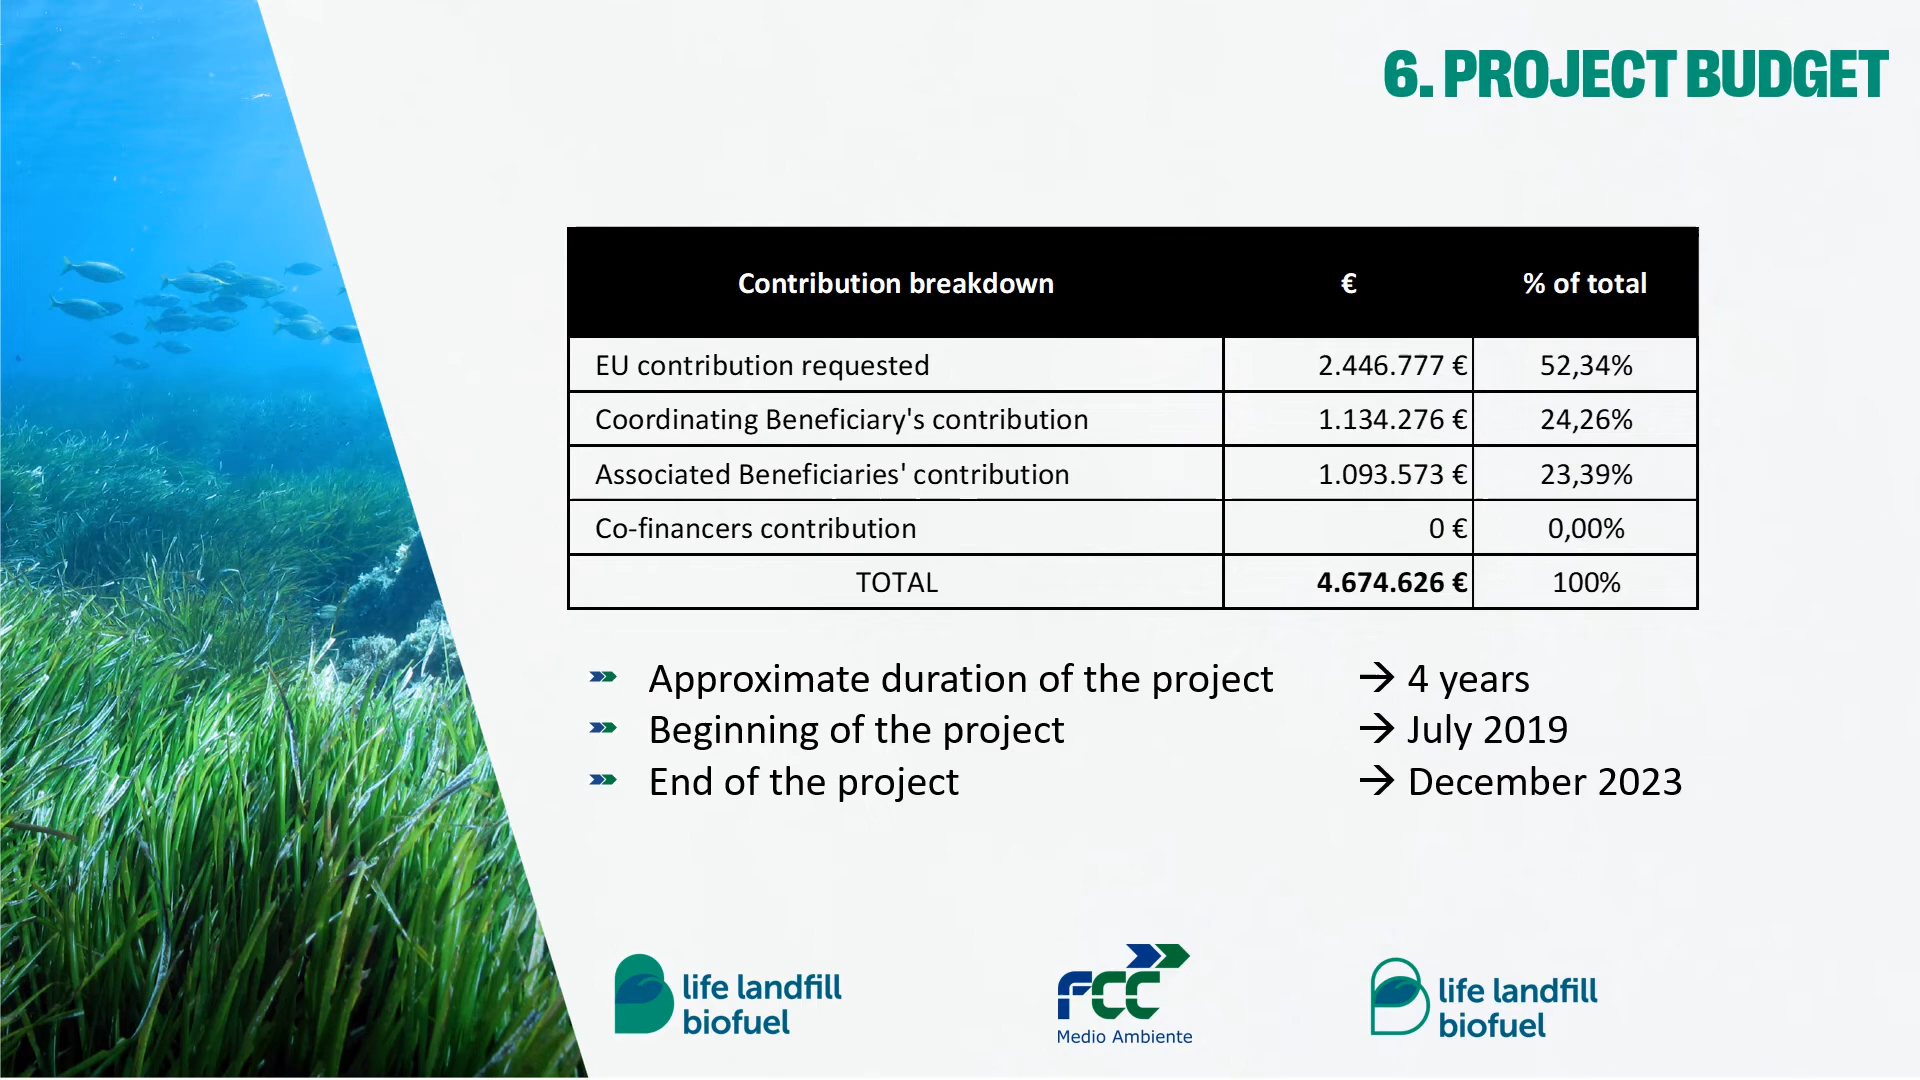 6. PROJECT BUDGET
Contribution breakdown € % of total
EU contribution requested 2.446.777 € 52,34%
Coordinating Beneficiary's contribution 1.134.276 € 24,26%
Associated Beneficiaries' contribution 1.093.573 € 23,39%
Co-financers contribution 0 € 0,00%
TOTAL 4.674.626 € 100%
Approximate duration of the project → 4 years
Beginning of the project → July 2019
End of the project → December 2023
life landfill
biofuel
FCC
Medio Ambiente
life landfill
biofuel